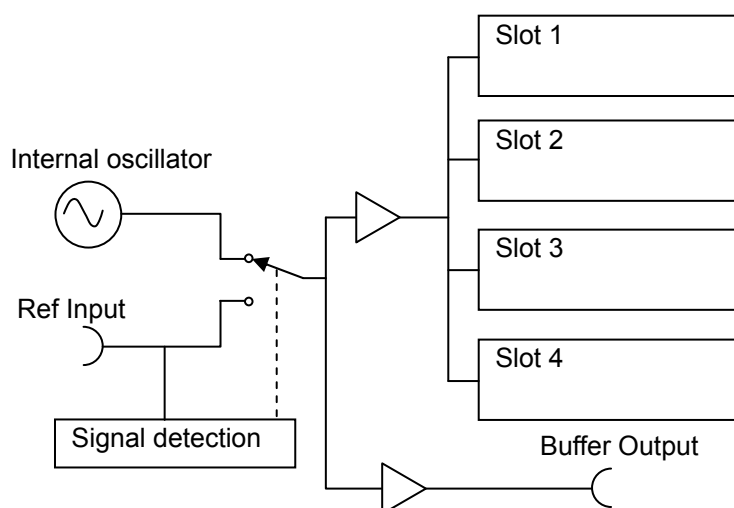 Slot 1
Slot 2
Internal oscillator
Slot 3
Ref Input
Slot 4
Signal detection
Buffer Output